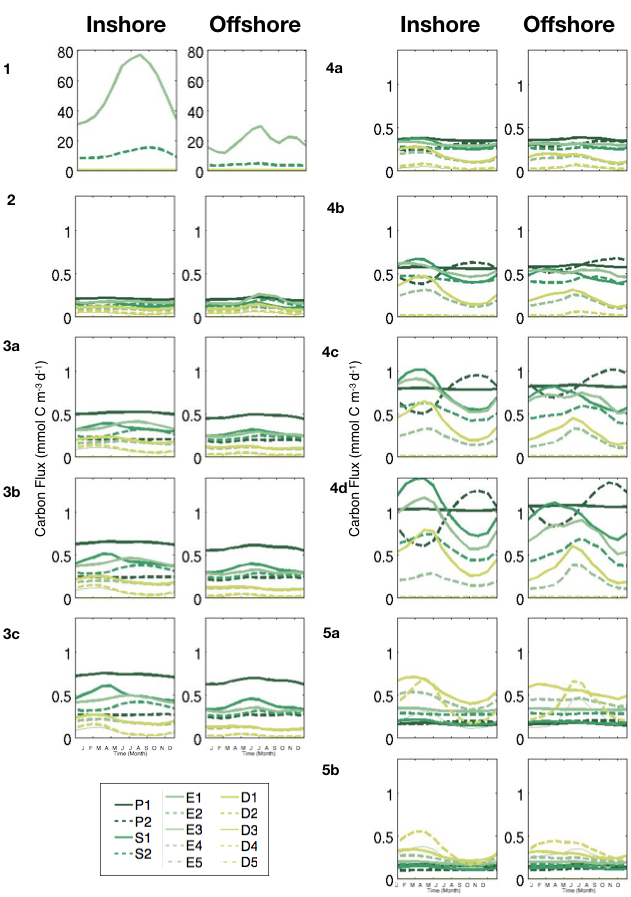 Inshore Offshore Inshore Offshore
1 80 60 40 20 0 80 60 40 20 0 4a 1 0.5 0 1 0.5 0
2 1 0.5 0 1 0.5 0 4b 1 0.5 0 1 0.5 0
3a 1 0.5 0 1 0.5 0 4c 1 0.5 0 1 0.5 0
Carbon Flux (mmol C m-3 d-1)
Carbon Flux (mmol C m-3 d-1)
3b 1 0.5 0 1 0.5 0 4d 1 0.5 0 1 0.5 0
3c 1 0.5 0 1 0.5 0 5a 1 0.5 0 1 0.5 0
J F M A M J J A S O N D
Time (Month)
J F M A M J J A S O N D
Time (Month)
5b 1 0.5 0 1 0.5 0
J F M A M J J A S O N D
Time (Month)
J F M A M J J A S O N D
Time (Month)
P1 E1 D1
P2 E2 D2
S1 E3 D3
S2 E4 D4
E5 D5